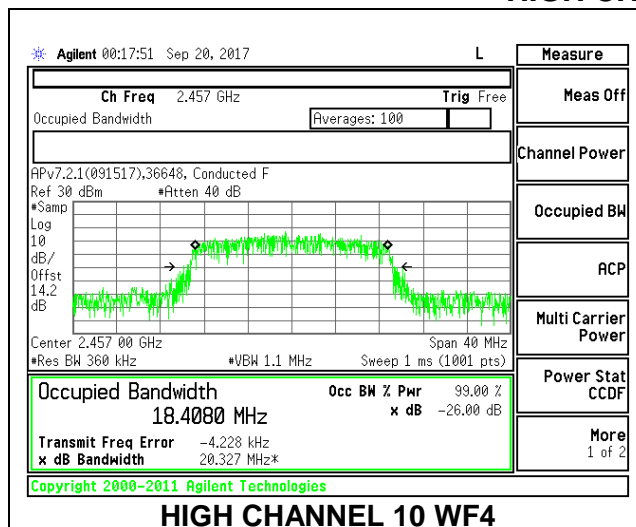 Agilent 00:17:51 Sep 20, 2017 L
Measure
Ch Freq 2.457 GHz Trig Free
Meas Off
Occupied Bandwidth Averages: 100
Channel Power
APv7.2.1(091517),36648, Conducted F
Ref 30 dBm #Atten 40 dB
#Samp
Log
10
dB/
Offst
14.2
dB
Occupied BW
ACP
Multi Carrier
Power
Center 2.457 00 GHz Span 40 MHz
#Res BW 360 kHz #VBW 1.1 MHz Sweep 1 ms (1001 pts)
Power Stat
CCDF
Occupied Bandwidth Occ BW % Pwr 99.00 %
18.4080 MHz x dB -26.00 dB
Transmit Freq Error -4.228 kHz
x dB Bandwidth 20.327 MHz*
More
1 of 2
Copyright 2000-2011 Agilent Technologies
HIGH CHANNEL 10 WF4